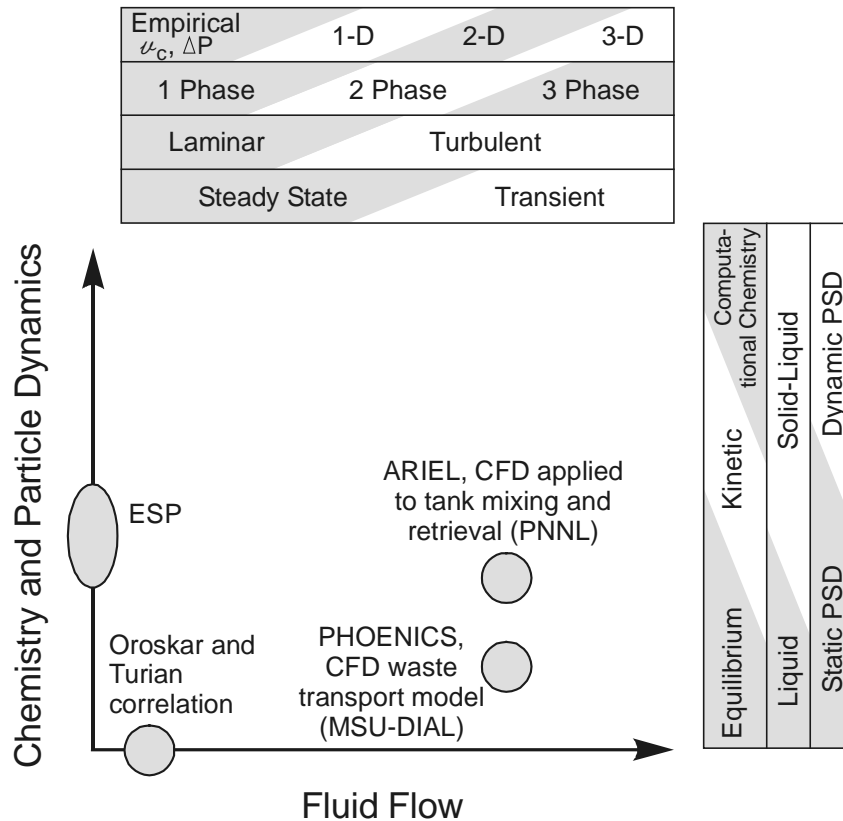 Empirical
𝓋c, ΔP
1-D
2-D
3-D
1 Phase
2 Phase
3 Phase
Laminar
Turbulent
Steady State
Transient
Chemistry and Particle Dynamics
ESP
ARIEL, CFD applied
to tank mixing and
retrieval (PNNL)
Oroskar and
Turian
correlation
PHOENICS,
CFD waste
transport model
(MSU-DIAL)
Fluid Flow
Computa-
tional Chemistry
Kinetic
Equilibrium
Solid-Liquid
Liquid
Dynamic PSD
Static PSD